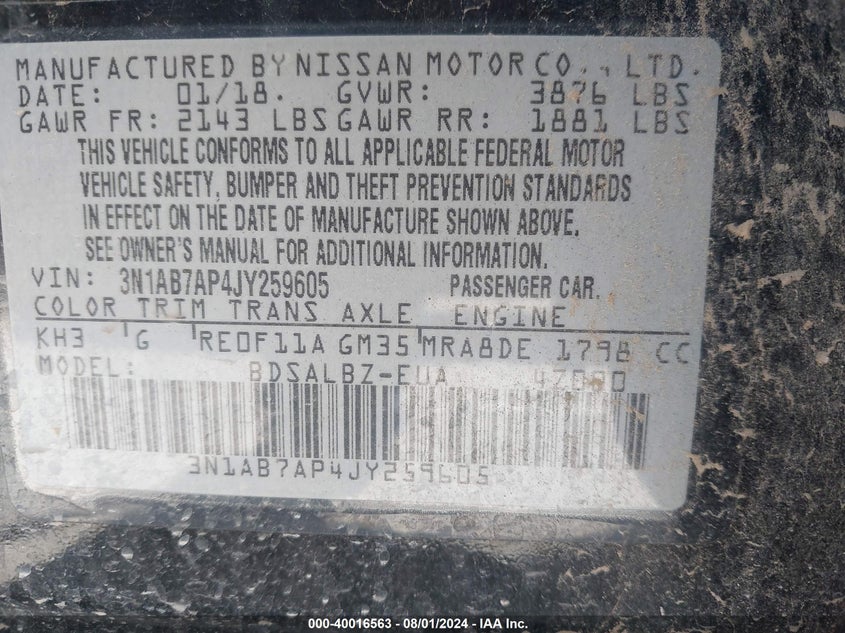 MANUFACTURED BY NISSAN MOTOR CO., LTD.
DATE: 01/18. GVWR: 3876 LBS
GAWR FR: 2143 LBS GAWR RR: 1881 LBS
THIS VEHICLE CONFORMS TO ALL APPLICABLE FEDERAL MOTOR
VEHICLE SAFETY, BUMPER AND THEFT PREVENTION STANDARDS
IN EFFECT ON THE DATE OF MANUFACTURE SHOWN ABOVE.
SEE OWNER'S MANUAL FOR ADDITIONAL INFORMATION.
VIN: 3N1AB7AP4JY259605 PASSENGER CAR.
COLOR TRIM TRANS AXLE ENGINE
KH3 G RE0F11A GM35 MRA8DE 1798 CC
MODEL: BDSALBZ-EUA
3N1AB7AP4JY259605
000-40016563 - 08/01/2024 - IAA Inc.